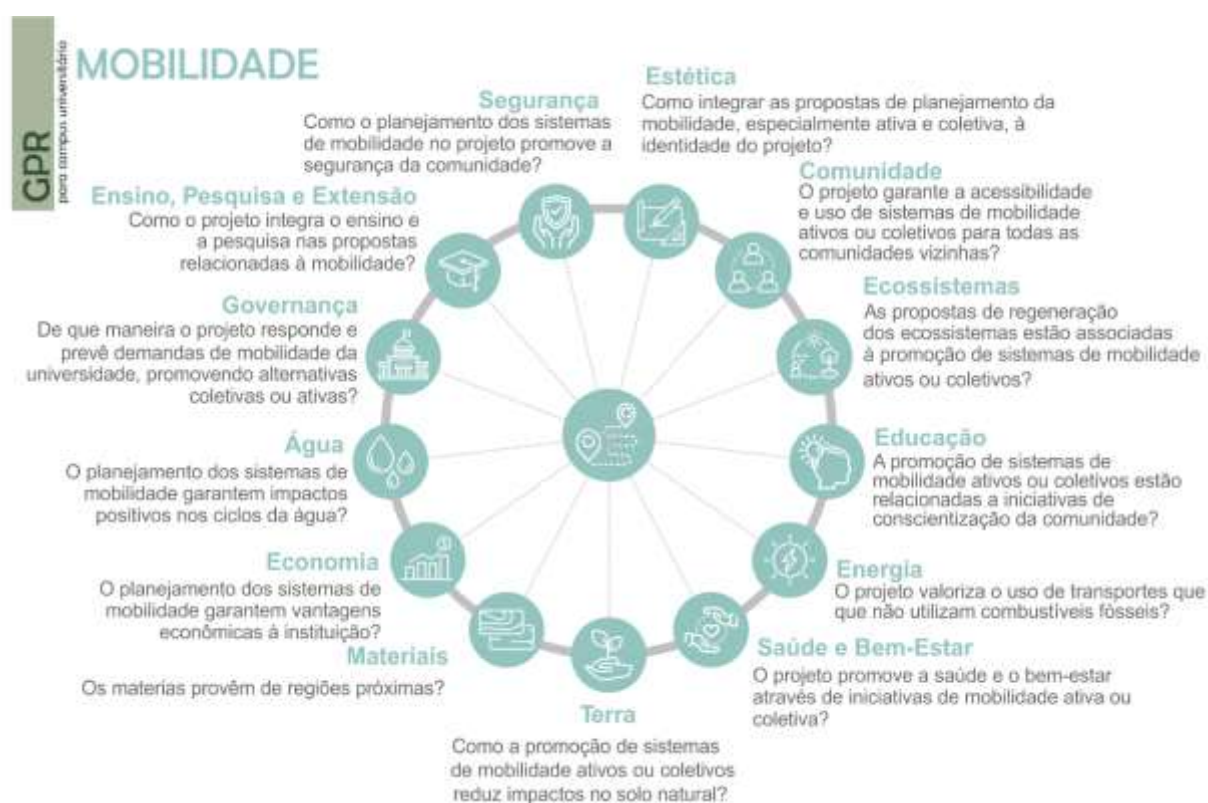 GPR
para campus universitário
MOBILIDADE
Segurança
Como o planejamento dos sistemas
de mobilidade no projeto promove a
segurança da comunidade?
Estética
Como integrar as propostas de planejamento da
mobilidade, especialmente ativa e coletiva, à
identidade do projeto?
Comunidade
O projeto garante a acessibilidade
e uso de sistemas de mobilidade
ativos ou coletivos para todas as
comunidades vizinhas?
Ecossistemas
As propostas de regeneração
dos ecossistemas estão associadas
à promoção de sistemas de mobilidade
ativos ou coletivos?
Educação
A promoção de sistemas de
mobilidade ativos ou coletivos estão
relacionadas a iniciativas de
conscientização da comunidade?
Energia
O projeto valoriza o uso de transportes que
que não utilizam combustíveis fósseis?
Saúde e Bem-Estar
O projeto promove a saúde e o bem-estar
através de iniciativas de mobilidade ativa ou
coletiva?
Terra
Como a promoção de sistemas
de mobilidade ativos ou coletivos
reduz impactos no solo natural?
Materiais
Os materias provêm de regiões próximas?
Economia
O planejamento dos sistemas de
mobilidade garantem vantagens
econômicas à instituição?
Água
O planejamento dos sistemas de
mobilidade garantem impactos
positivos nos ciclos da água?
Governança
De que maneira o projeto responde e
prevê demandas de mobilidade da
universidade, promovendo alternativas
coletivas ou ativas?
Ensino, Pesquisa e Extensão
Como o projeto integra o ensino e
a pesquisa nas propostas
relacionadas à mobilidade?